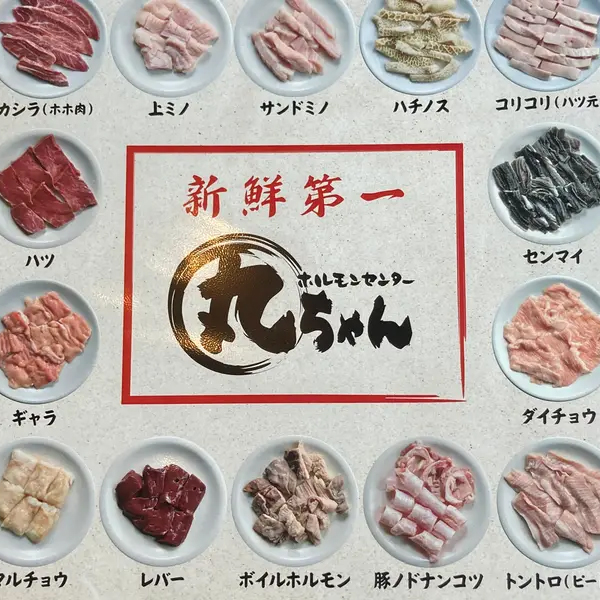 カシラ(ホホ肉)
上ミノ
サンドミノ
ハチノス
コリコリ(ハツ元
新鮮第一
ハツ
ホルモンセンター
丸ちゃん
センマイ
ギャラ
ダイチョウ
マルチョウ
レバー
ボイルホルモン
豚ノドナンコツ
トントロ(ピー